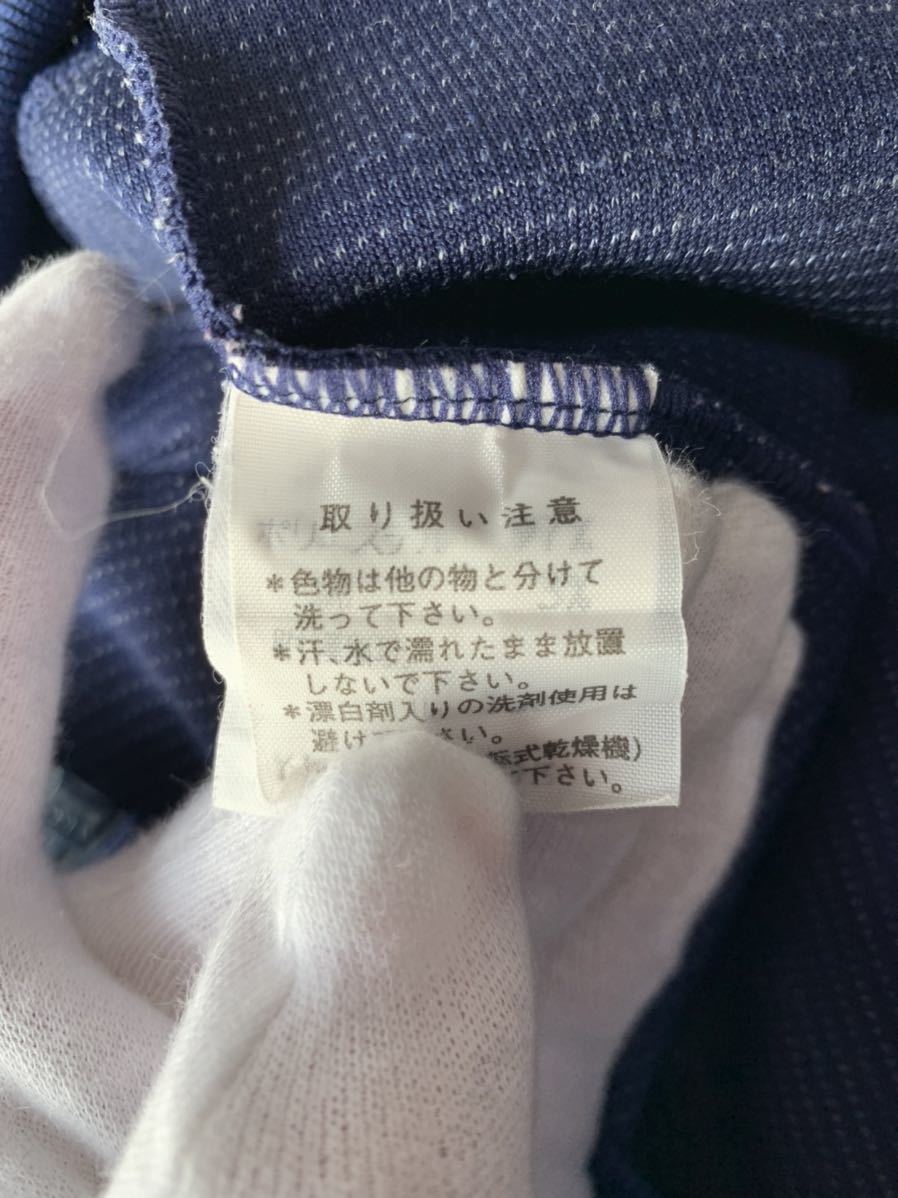 取り扱い注意
*色物は他の物と分けて
洗って下さい。
*汗、水で濡れたまま放置
しないで下さい。
*漂白剤入りの洗剤使用は
避け
さい。
式乾燥機)
下さい。